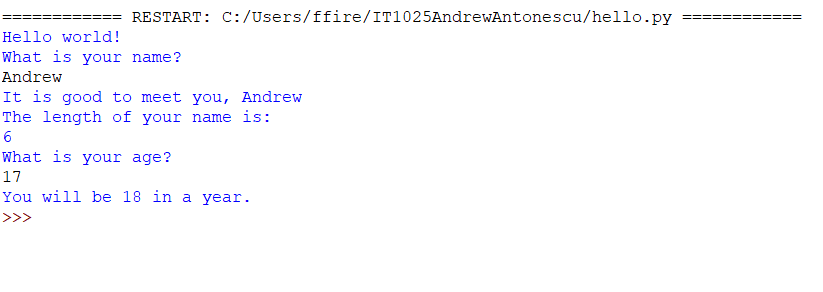 ============ RESTART: C:/Users/ffire/IT1025AndrewAntonescu/hello.py ============
Hello world!
What is your name?
Andrew
It is good to meet you, Andrew
The length of your name is:
6
What is your age?
17
You will be 18 in a year.
>>>